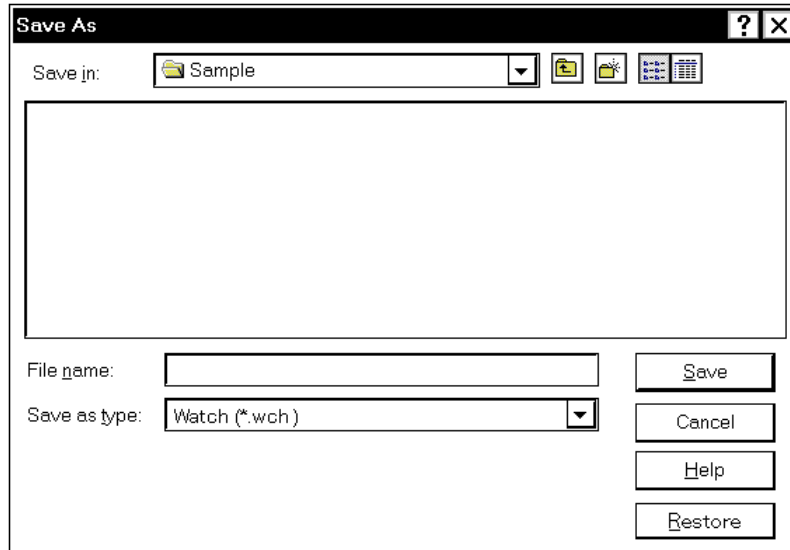 Save As
Save in: Sample
File name:
Save
Save as type: Watch (*.wch)
Cancel
Help
Restore